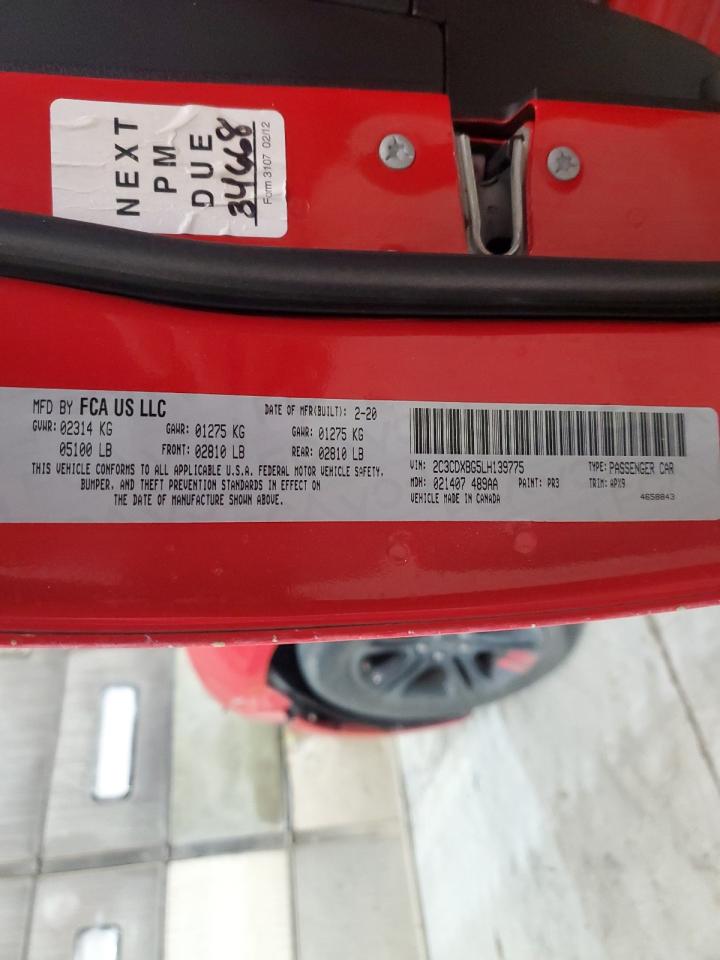 NEXT
PM
DUE
34668
Form 3107 02/12
MFD BY FCA US LLC DATE OF MFR(BUILT): 2-20
GVWR: 02314 KG GAWR: 01275 KG GAWR: 01275 KG
05100 LB FRONT: 02810 LB REAR: 02810 LB
THIS VEHICLE CONFORMS TO ALL APPLICABLE U.S.A. FEDERAL MOTOR VEHICLE SAFETY,
BUMPER, AND THEFT PREVENTION STANDARDS IN EFFECT ON
THE DATE OF MANUFACTURE SHOWN ABOVE.
VIN: 2C3CDXBG5LH139775 TYPE: PASSENGER CAR
MDH: 021407 489AA PAINT: PR3 TRIM: APX9
VEHICLE MADE IN CANADA 4658843